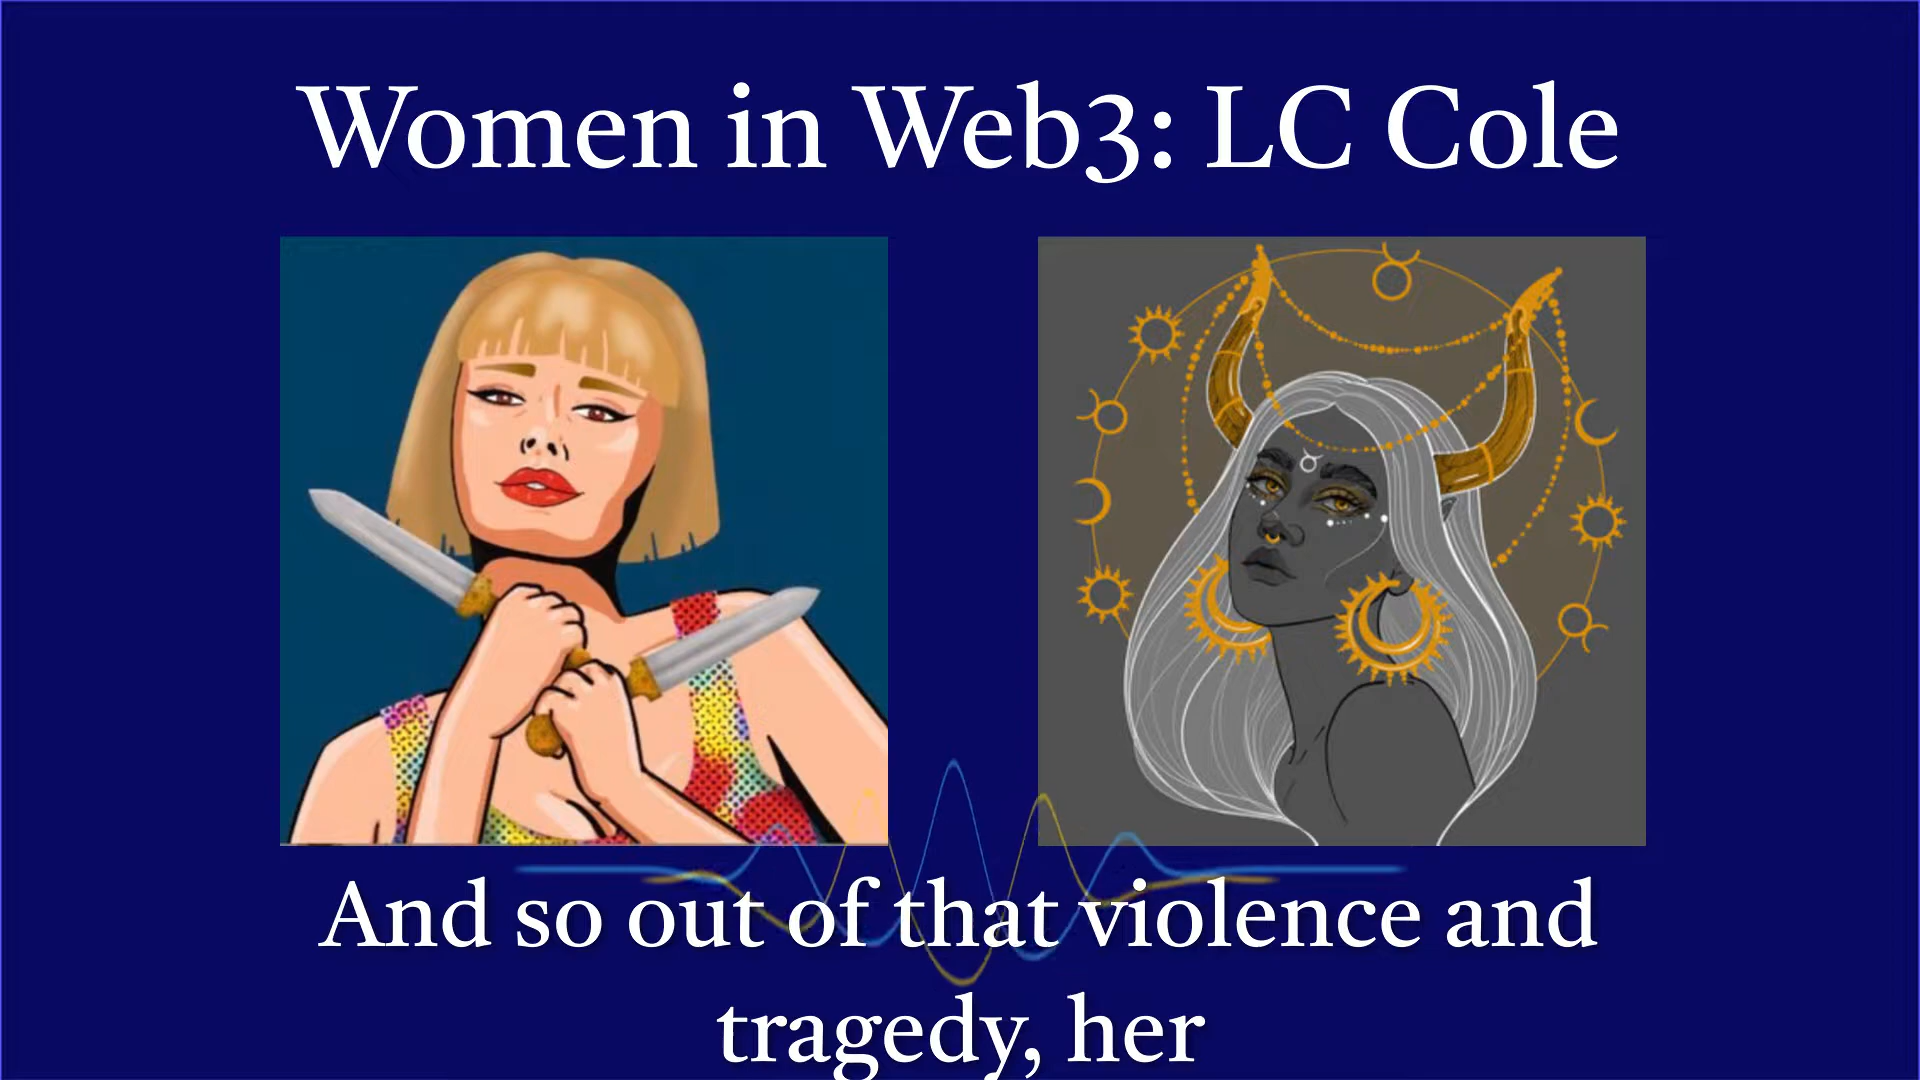 Women in Web3: LC Cole
And so out of that violence and
tragedy, her